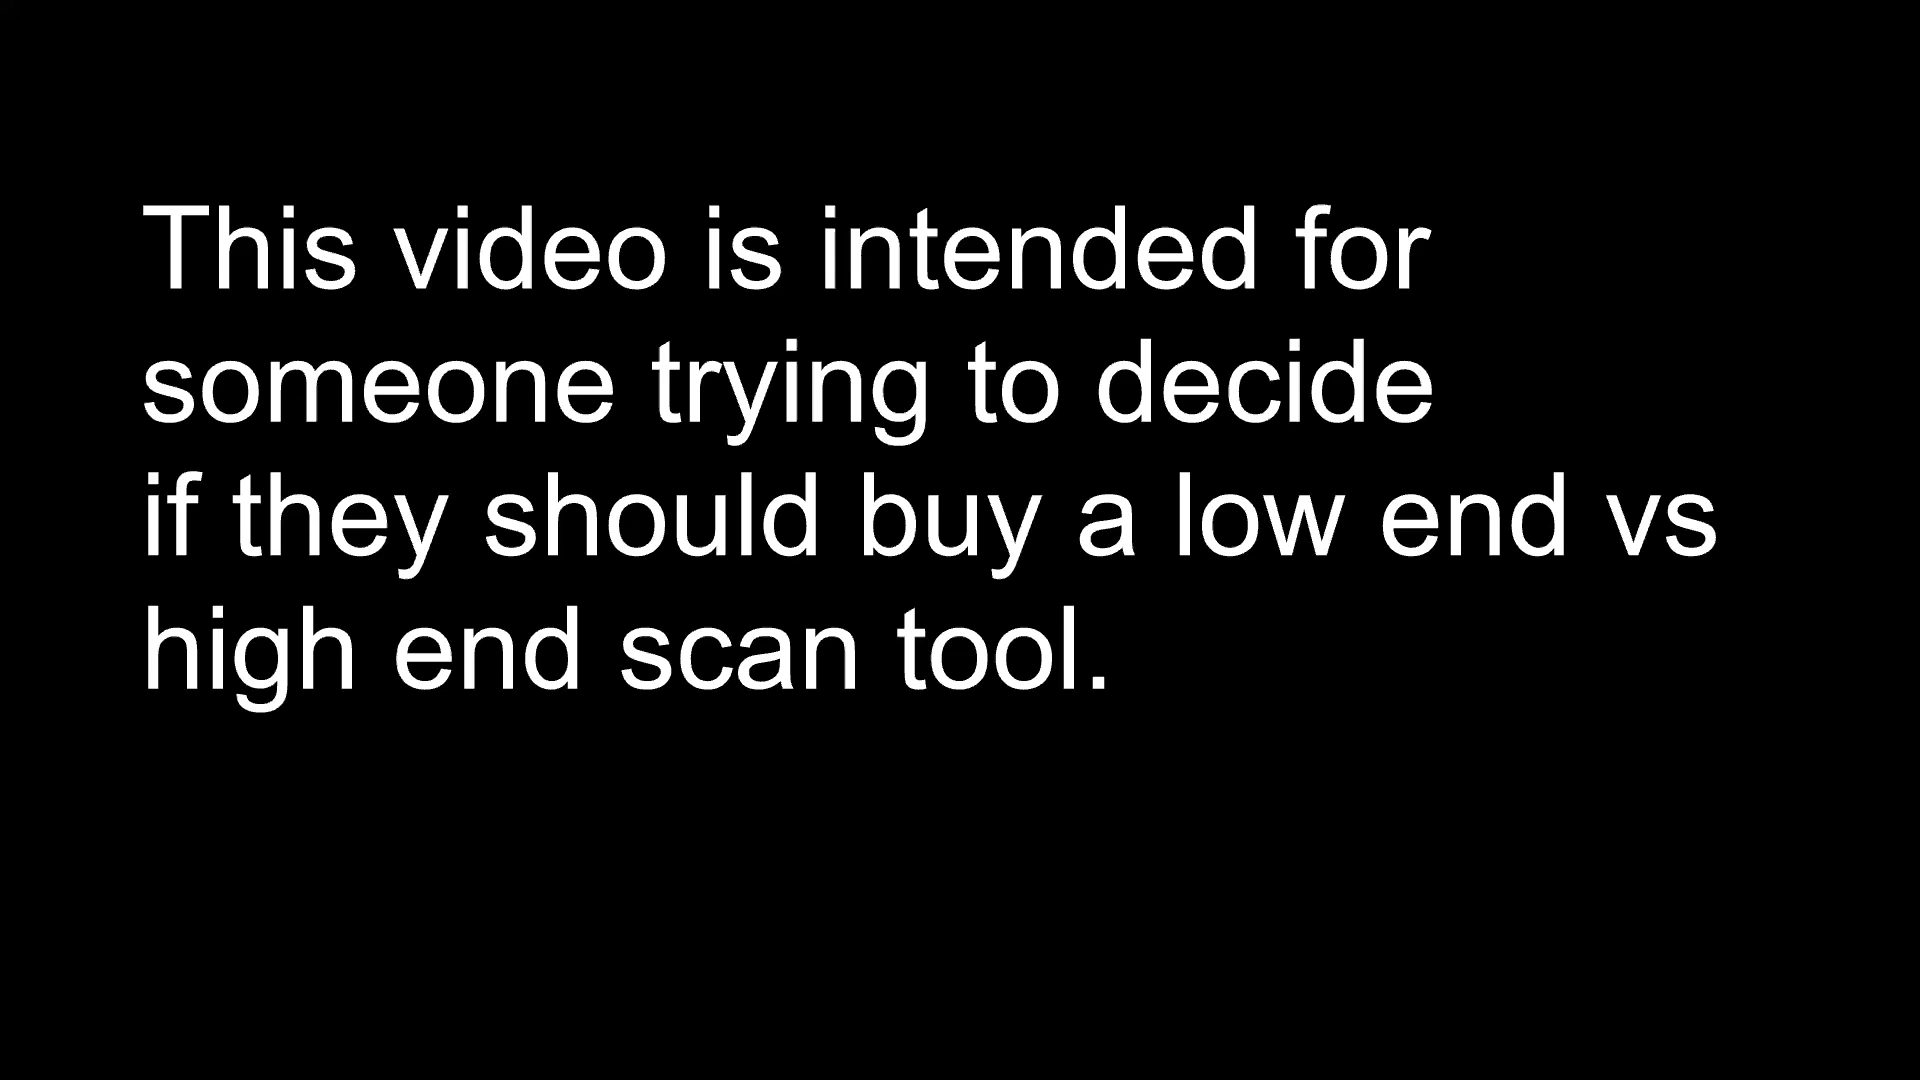 This video is intended for
someone trying to decide
if they should buy a low end vs
high end scan tool.